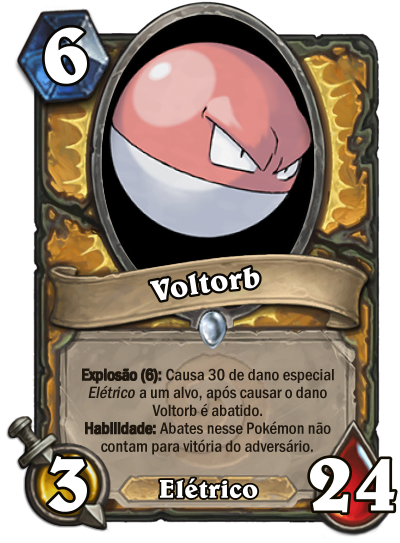 6
Voltorb
Explosão (6): Causa 30 de dano especial
Elétrico a um alvo, após causar o dano
Voltorb é abatido.
Habilidade: Abates nesse Pokémon não
contam para vitória do adversário.
3
Elétrico
24